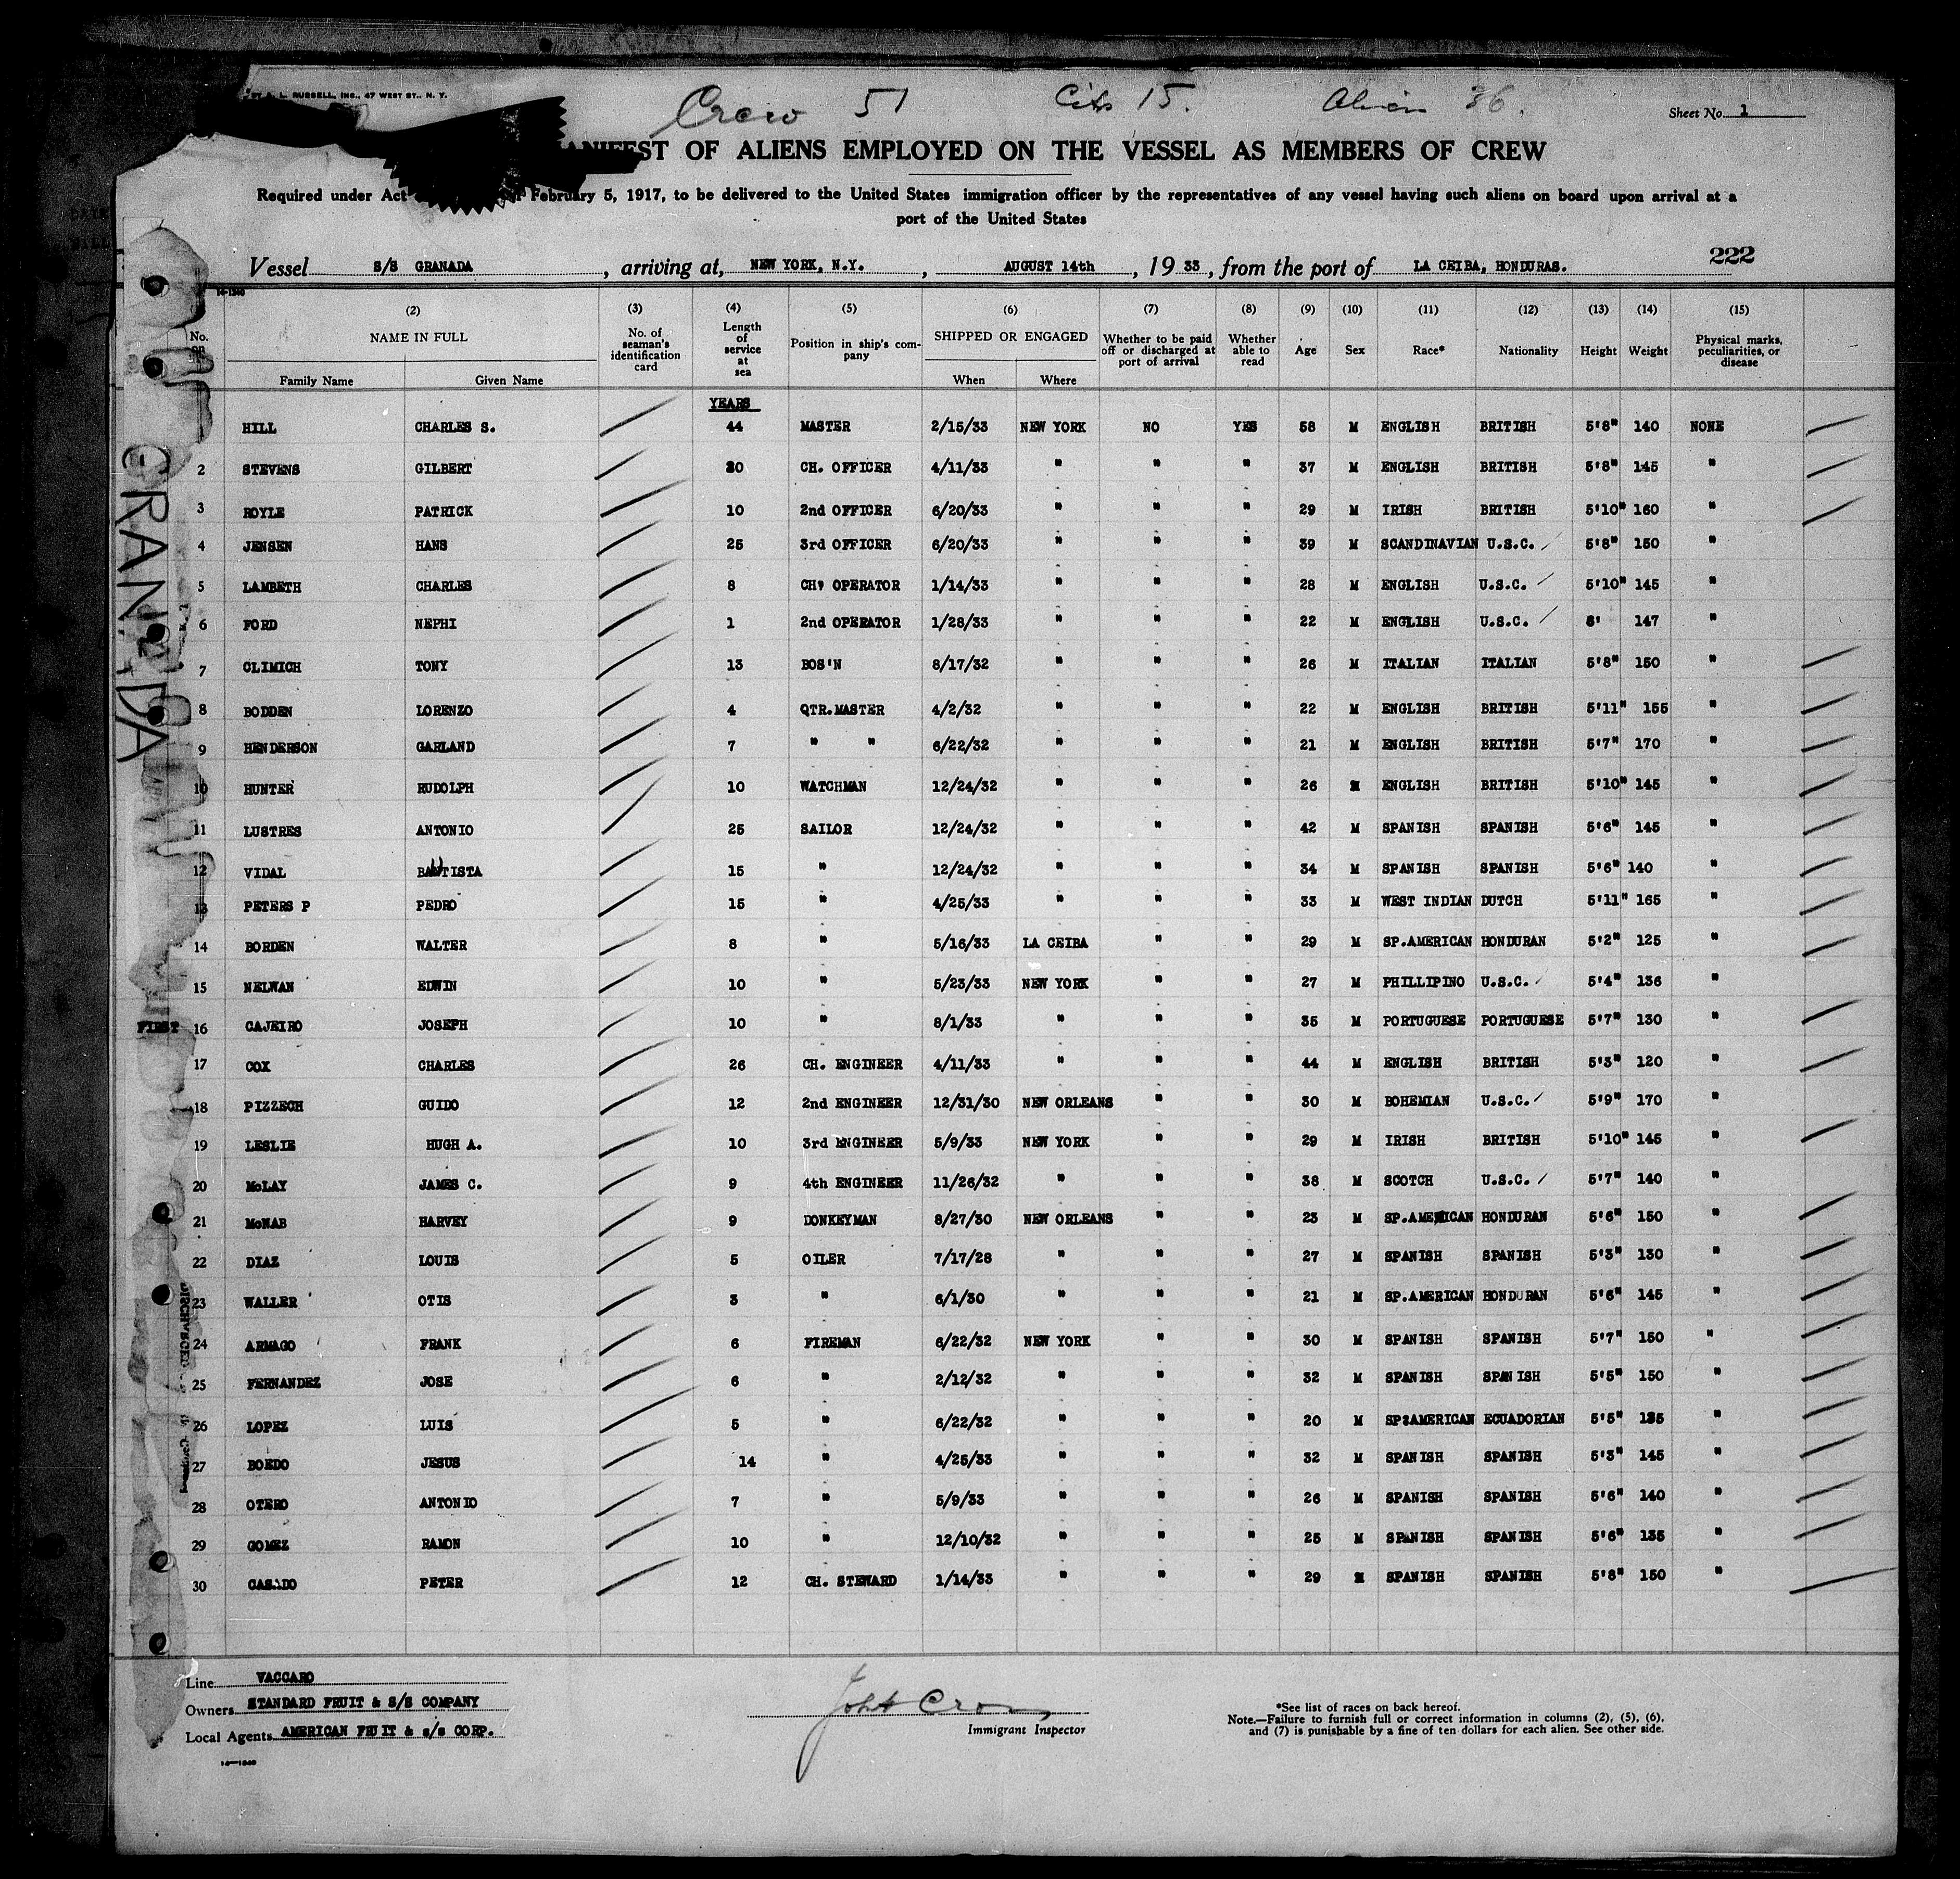 L. RUSSELL, INC., 47 WEST ST., N. Y.
Crew 51 Cits 15. Alien 36.
Sheet No. 1
MANIFEST OF ALIENS EMPLOYED ON THE VESSEL AS MEMBERS OF CREW
Required under Act February 5, 1917, to be delivered to the United States immigration officer by the representatives of any vessel having such aliens on board upon arrival at a
port of the United States
Vessel S/S GRANADA, arriving at, NEW YORK, N.Y., AUGUST 14th, 19 33, from the port of LA CEIBA, HONDURAS. 222
GRANADA
(2) (3) (4) (5) (6) (7) (8) (9) (10) (11) (12) (13) (14) (15)
No. on NAME IN FULL No. of seaman's identification card Length of service at sea Position in ship's company SHIPPED OR ENGAGED Whether to be paid off or discharged at port of arrival Whether able to read Age Sex Race* Nationality Height Weight Physical marks, peculiarities, or disease
Family Name Given Name When Where
YEARS
HILL CHARLES S. 44 MASTER 2/15/33 NEW YORK NO YES 58 M ENGLISH BRITISH 5'8" 140 NONE
2 STEVENS GILBERT 20 CH. OFFICER 4/11/33 " " " 37 M ENGLISH BRITISH 5'8" 145 "
3 ROYLE PATRICK 10 2nd OFFICER 6/20/33 " " " 29 M IRISH BRITISH 5'10" 160 "
4 JENSEN HANS 25 3rd OFFICER 6/20/33 " " " 39 M SCANDINAVIAN U.S.C. 5'8" 150 "
5 LAMBETH CHARLES 8 CH? OPERATOR 1/14/33 " " " 28 M ENGLISH U.S.C. 5'10" 145 "
6 FORD NEPHI 1 2nd OPERATOR 1/28/33 " " " 22 M ENGLISH U.S.C. 6' 147 "
7 CLIMICH TONY 13 BOS'N 8/17/32 " " " 26 M ITALIAN ITALIAN 5'8" 150 "
8 BODDEN LORENZO 4 QTR.MASTER 4/2/32 " " " 22 M ENGLISH BRITISH 5'11" 155 "
9 HENDERSON GARLAND 7 " " 6/22/32 " " " 21 M ENGLISH BRITISH 5'7" 170 "
10 HUNTER RUDOLPH 10 WATCHMAN 12/24/32 " " " 26 M ENGLISH BRITISH 5'10" 145 "
11 LUSTRES ANTONIO 25 SAILOR 12/24/32 " " " 42 M SPANISH SPANISH 5'6" 145 "
12 VIDAL BAUTISTA 15 " 12/24/32 " " " 34 M SPANISH SPANISH 5'6" 140 "
13 PETERS P PEDRO 15 " 4/25/33 " " " 33 M WEST INDIAN DUTCH 5'11" 165 "
14 BORDEN WALTER 8 " 5/16/33 LA CEIBA " " 29 M SP.AMERICAN HONDURAN 5'2" 125 "
15 NELWAN EDWIN 10 " 5/23/33 NEW YORK " " 27 M PHILLIPINO U.S.C. 5'4" 136 "
FIRST 16 CAJEIRO JOSEPH 10 " 8/1/33 " " " 35 M PORTUGUESE PORTUGUESE 5'7" 130 "
17 COX CHARLES 26 CH. ENGINEER 4/11/33 " " " 44 M ENGLISH BRITISH 5'3" 120 "
18 PIZZECH GUIDO 12 2nd ENGINEER 12/31/30 NEW ORLEANS " " 30 M BOHEMIAN U.S.C. 5'9" 170 "
19 LESLIE HUGH A. 10 3rd ENGINEER 5/9/33 NEW YORK " " 29 M IRISH BRITISH 5'10" 145 "
20 McLAY JAMES C. 9 4th ENGINEER 11/26/32 " " " 38 M SCOTCH U.S.C. 5'7" 140 "
21 McNAB HARVEY 9 DONKEYMAN 8/27/30 NEW ORLEANS " " 23 M SP.AMERICAN HONDURAN 5'6" 150 "
22 DIAZ LOUIS 5 OILER 7/17/28 " " " 27 M SPANISH SPANISH 5'3" 130 "
23 WALLER OTIS 3 " 6/1/30 " " " 21 M SP.AMERICAN HONDURAN 5'6" 145 "
24 ARMAGO FRANK 6 FIREMAN 6/22/32 NEW YORK " " 30 M SPANISH SPANISH 5'7" 150 "
25 FERNANDEZ JOSE 6 " 2/12/32 " " " 32 M SPANISH SPANISH 5'5" 150 "
26 LOPEZ LUIS 5 " 6/22/32 " " " 20 M SP:AMERICAN ECUADORIAN 5'5" 135 "
27 BOEDO JESUS 14 " 4/25/33 " " " 32 M SPANISH SPANISH 5'3" 145 "
28 OTERO ANTONIO 7 " 5/9/33 " " " 26 M SPANISH SPANISH 5'6" 140 "
29 GOMEZ RAMON 10 " 12/10/32 " " " 25 M SPANISH SPANISH 5'6" 135 "
30 CASADO PETER 12 CH. STEWARD 1/14/33 " " " 29 M SPANISH SPANISH 5'8" 150 "
Line VACCARO
Owners STANDARD FRUIT & S/S COMPANY
Local Agents AMERICAN FRUIT & s/s CORP.
John Cron
Immigrant Inspector
*See list of races on back hereof.
Note.—Failure to furnish full or correct information in columns (2), (5), (6),
and (7) is punishable by a fine of ten dollars for each alien. See other side.